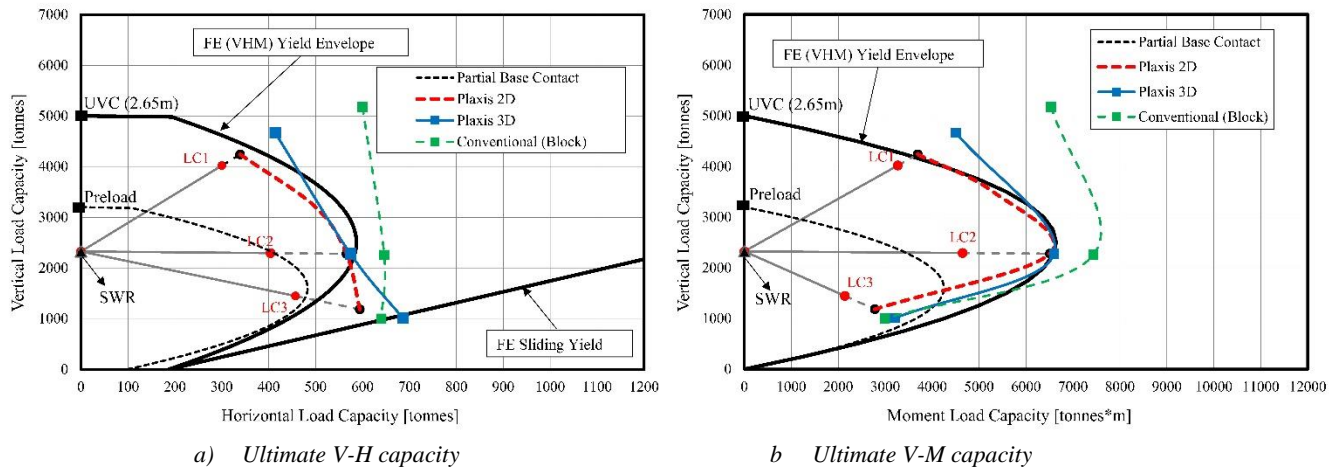 7000
6000
5000
4000
3000
2000
1000
0
Vertical Load Capacity [tonnes]
FE (VHM) Yield Envelope
Partial Base Contact
Plaxis 2D
Plaxis 3D
Conventional (Block)
UVC (2.65m)
LC1
Preload
LC2
SWR
LC3
FE Sliding Yield
0 200 400 600 700 800 900 1000 1100 1200
100 300 500
Horizontal Load Capacity [tonnes]
a) Ultimate V-H capacity
7000
6000
5000
4000
3000
2000
1000
0
Vertical Load Capacity [tonnes]
FE (VHM) Yield Envelope
Partial Base Contact
Plaxis 2D
Plaxis 3D
Conventional (Block)
UVC (2.65m)
LC1
Preload
LC2
SWR
LC3
0 1000 2000 3000 4000 5000 6000 7000 8000 9000 10000 11000 12000
Moment Load Capacity [tonnes*m]
b Ultimate V-M capacity